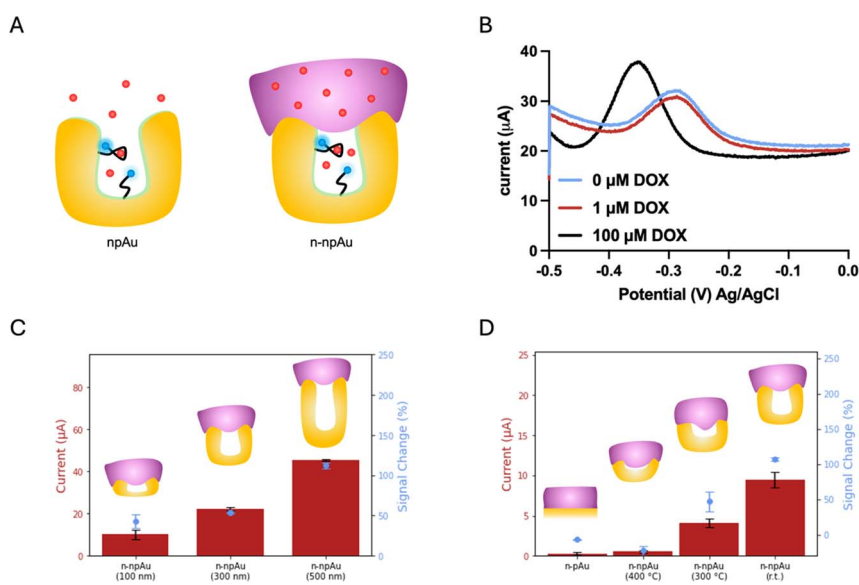 A
npAu
n-npAu
B
current (μA)
40
30
20
10
0
0 μM DOX
1 μM DOX
100 μM DOX
-0.5
-0.4
-0.3
-0.2
-0.1
0.0
Potential (V) Ag/AgCl
C
Current (μA)
80
60
40
20
0
250
200
150
100
50
0
Signal Change (%)
n-npAu
(100 nm)
n-npAu
(300 nm)
n-npAu
(500 nm)
D
Current (μA)
25
20
15
10
5
0
250
200
150
100
50
0
Signal Change (%)
n-pAu
n-npAu
(400 °C)
n-npAu
(300 °C)
n-npAu
(r.t.)